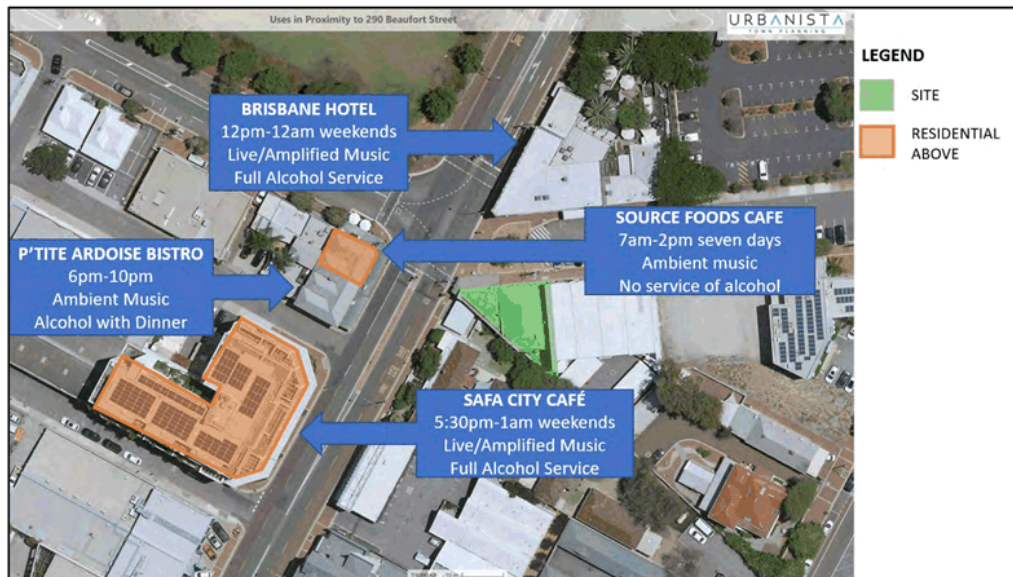 Uses in Proximity to 290 Beaufort Street
URBANISTA
TOWN PLANNING
LEGEND
SITE
RESIDENTIAL
ABOVE
BRISBANE HOTEL
12pm-12am weekends
Live/Amplified Music
Full Alcohol Service
SOURCE FOODS CAFE
7am-2pm seven days
Ambient music
No service of alcohol
P'TITE ARDOISE BISTRO
6pm-10pm
Ambient Music
Alcohol with Dinner
SAFA CITY CAFÉ
5:30pm-1am weekends
Live/Amplified Music
Full Alcohol Service